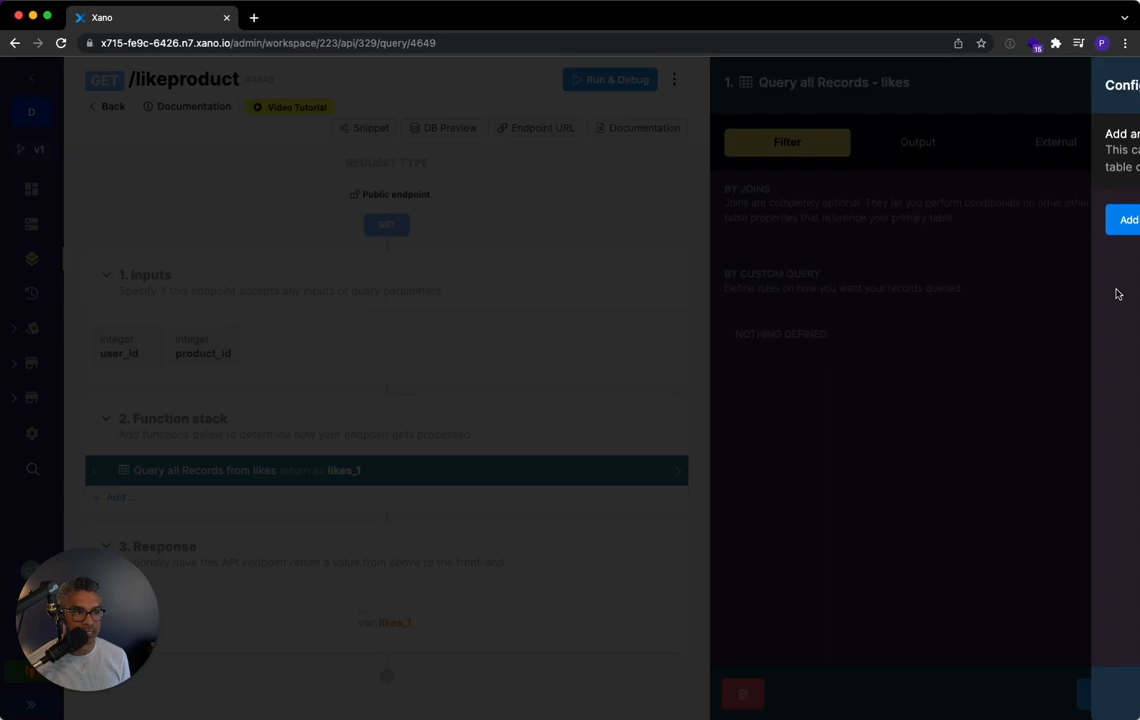 Xano
x715-fe9c-6426.n7.xano.io/admin/workspace/223/api/329/query/4649
15
P
GET /likeproduct #4649
Run & Debug
Back
Documentation
Video Tutorial
Snippet
DB Preview
Endpoint URL
Documentation
D
v1
REQUEST TYPE
Public endpoint
GET
1. Inputs
Specify if this endpoint accepts any inputs or query parameters
integer
user_id
integer
product_id
2. Function stack
Add functions below to determine how your endpoint gets processed
Query all Records from likes return as likes_1
Add ...
3. Response
onally have this API endpoint return a value from above to the front-end
var: likes_1
1. Query all Records - likes
Filter
Output
External
BY JOINS
Joins are completely optional. They let you perform conditionals on other other
table properties that reference your primary table
BY CUSTOM QUERY
Define rules on how you want your records queried
NOTHING DEFINED
Confi
Add an
This ca
table c
Add